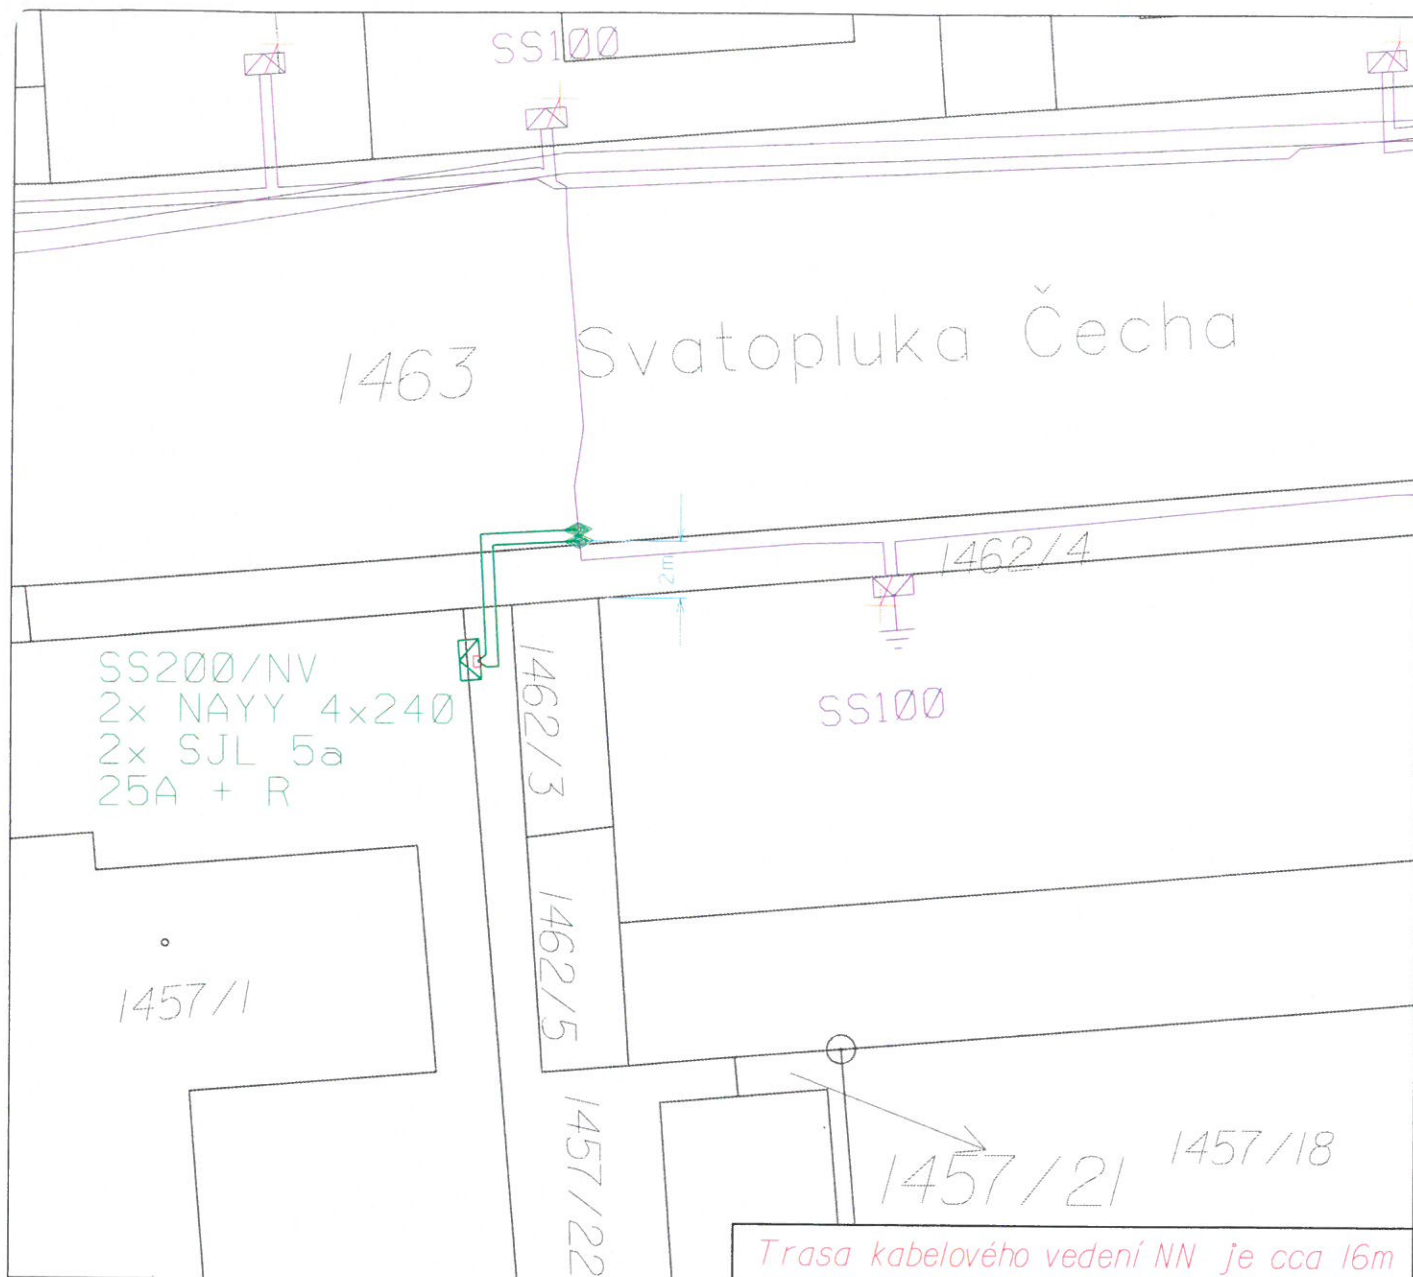 SS100
Svatopluka Čecha
1463
1462/4
2m
SS200/NV
2x NAYY 4x240
2x SJL 5a
25A + R
1462/3
SS100
1462/5
1457/1
1457/22
1457/21
1457/18
Trasa kabelového vedení NN je cca 16m